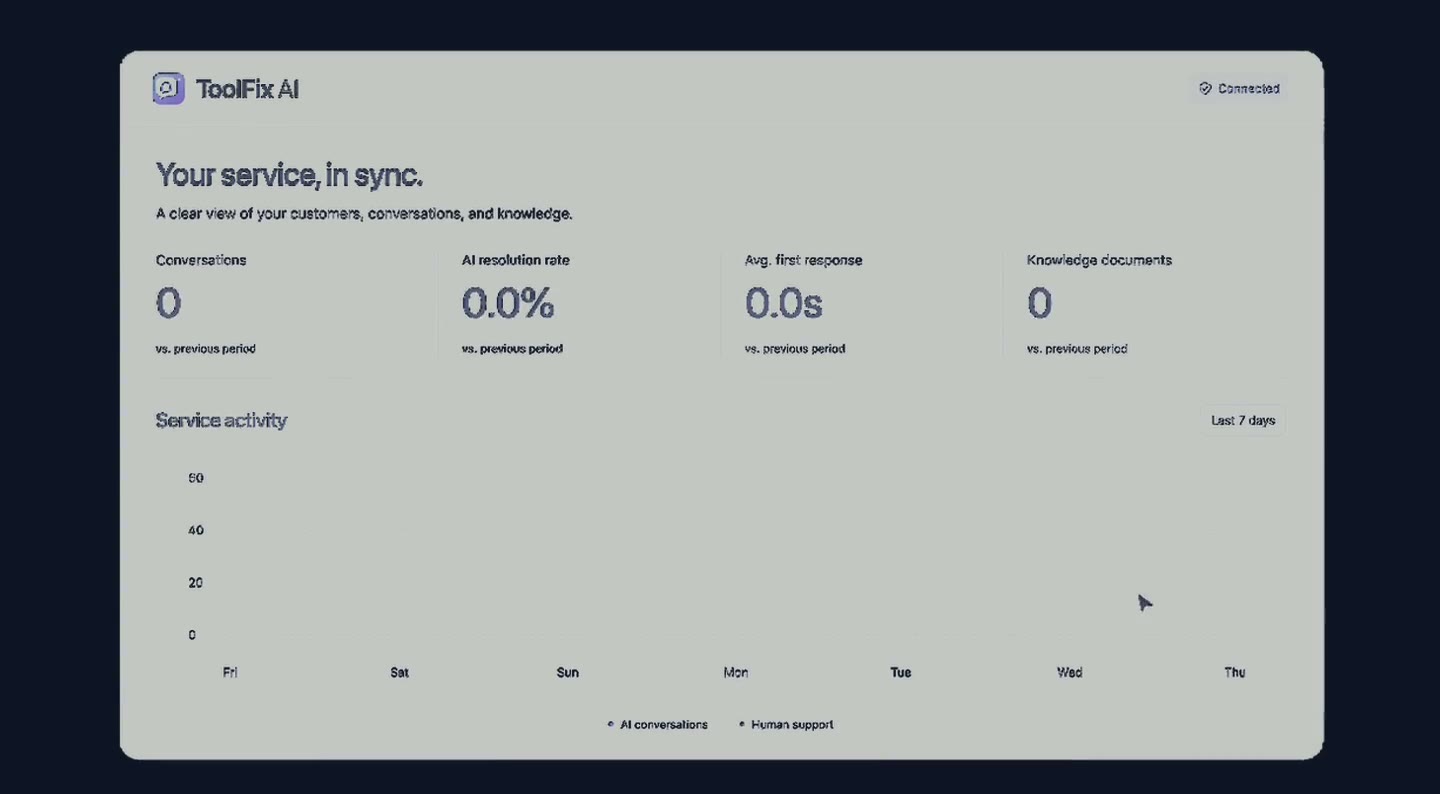 ToolFix AI
Connected
Your service, in sync.
A clear view of your customers, conversations, and knowledge.
Conversations
AI resolution rate
Avg. first response
Knowledge documents
0
0.0%
0.0s
0
vs. previous period
vs. previous period
vs. previous period
vs. previous period
Service activity
Last 7 days
60
40
20
0
Fri
Sat
Sun
Mon
Tue
Wed
Thu
AI conversations
Human support